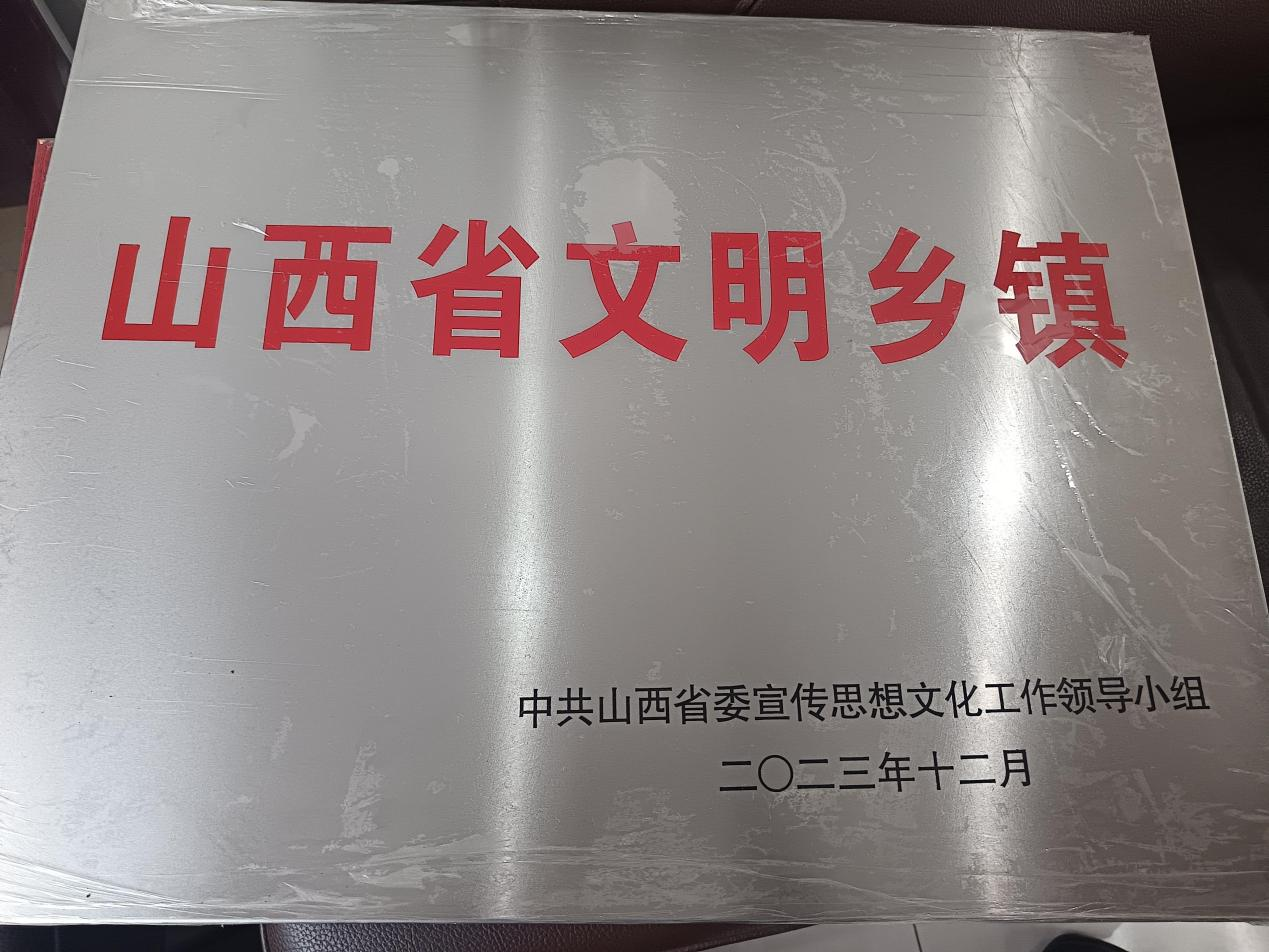 山西省文明乡镇
中共山西省委宣传思想文化工作领导小组
二〇二三年十二月